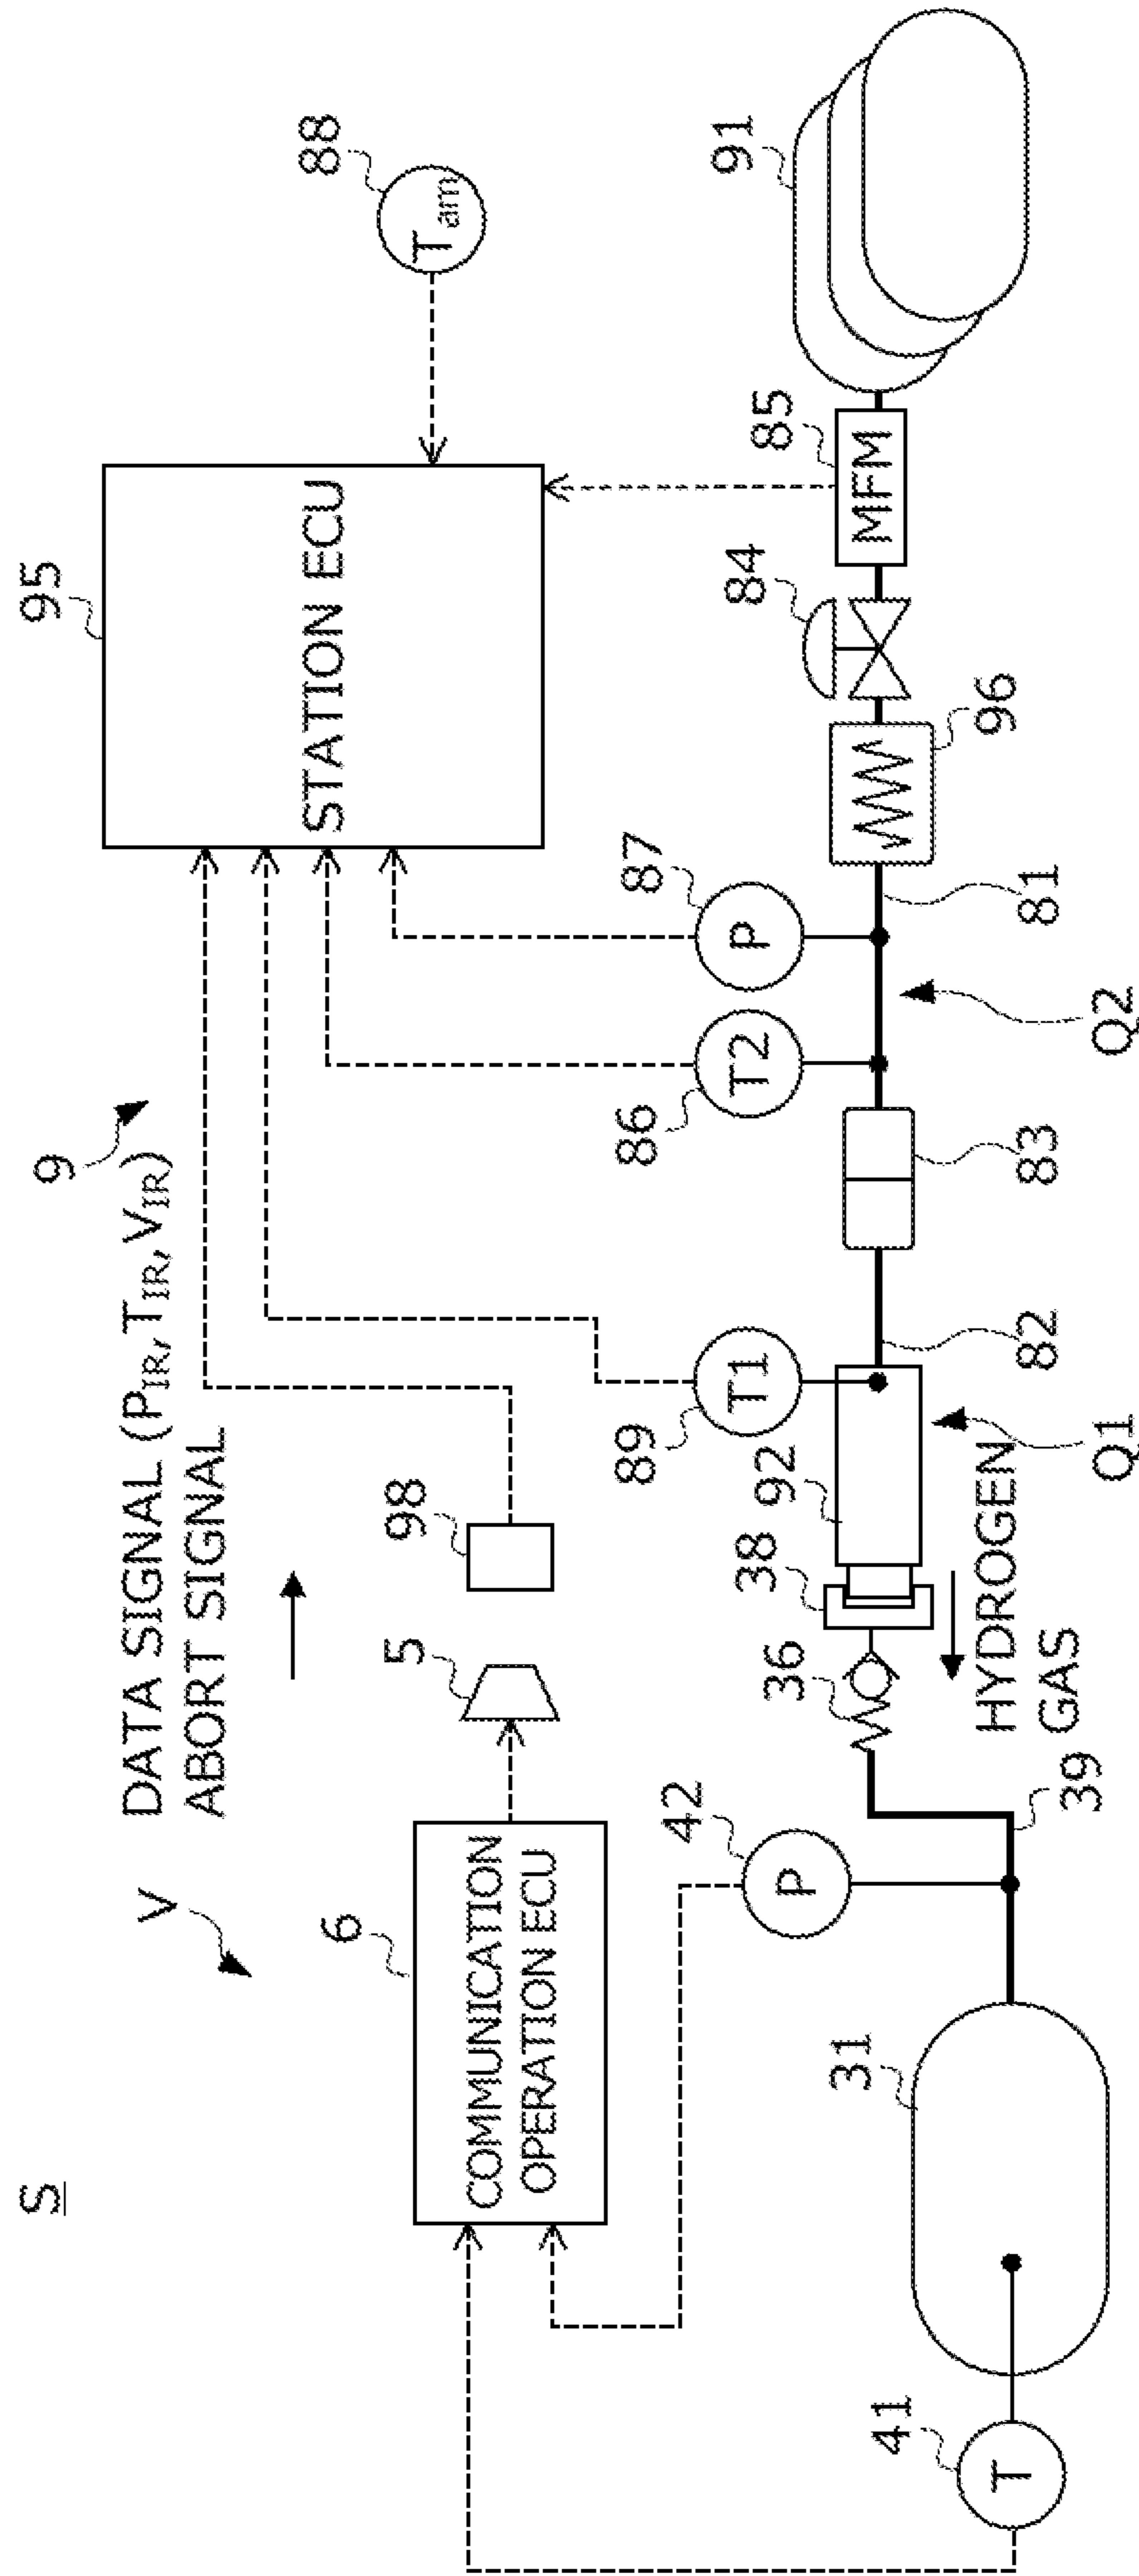 S
V
9
DATA SIGNAL (PIR, TIR, VIR)
ABORT SIGNAL
95
STATION ECU
88
Tam
6
COMMUNICATION
OPERATION ECU
5
98
89
T1
86
T2
87
P
84
85
MFM
91
42
P
36
38
92
41
T
31
39
HYDROGEN
GAS
Q1
82
83
Q2
81
96